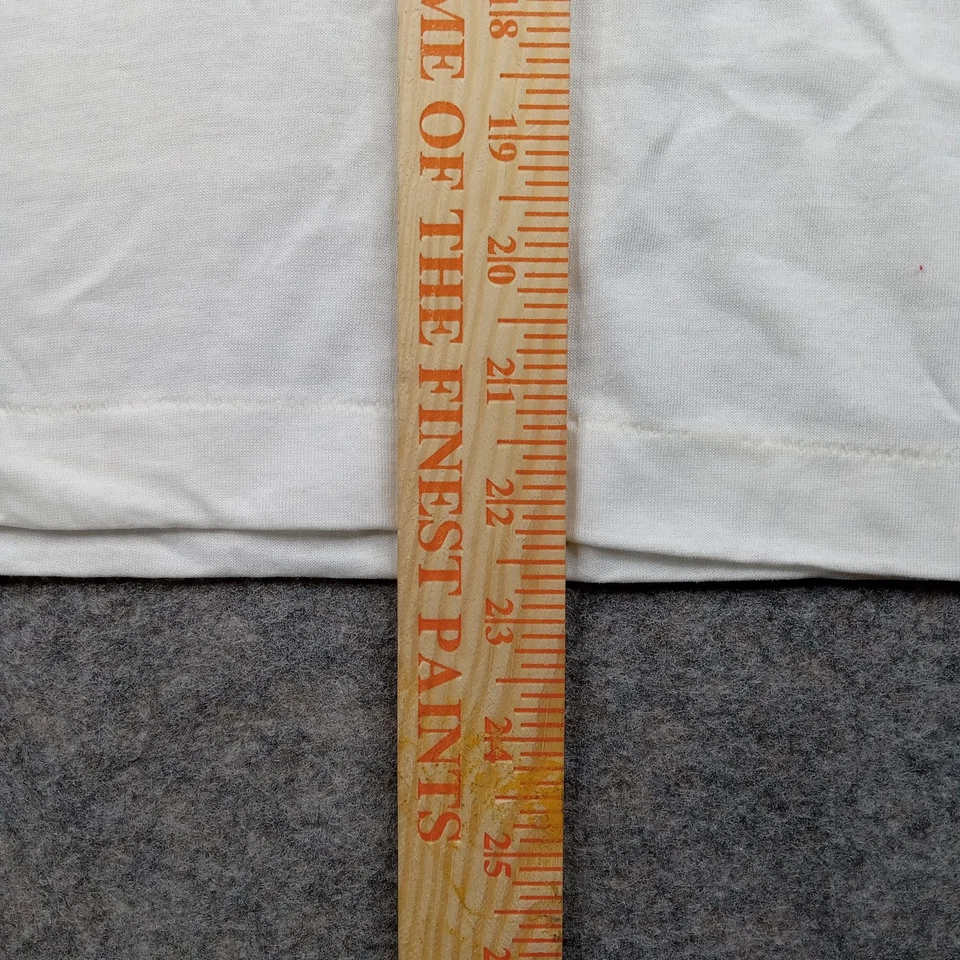 ME OF THE FINEST PAINTS
18 19 20 21 22 23 24 25